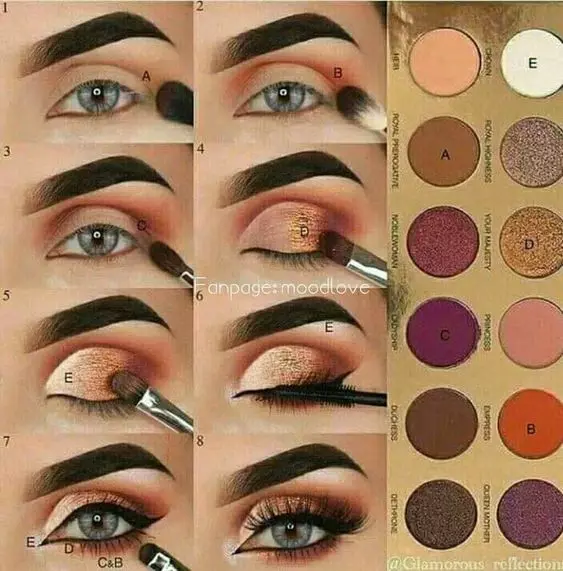 1
A
2
B
3
C
4
D
Fanpage:moodlove
5
E
6
E
7
E
D
C&B
8
HEIR
CROWN
E
ROYAL PREROGATIVE
A
ROYAL HIGHNESS
NOBLEWOMAN
YOUR MAJESTY
D
LADYSHIP
C
PRINCESS
DUCHESS
EMPRESS
B
DETHRONE
QUEEN MOTHER
@Glamorous_reflection